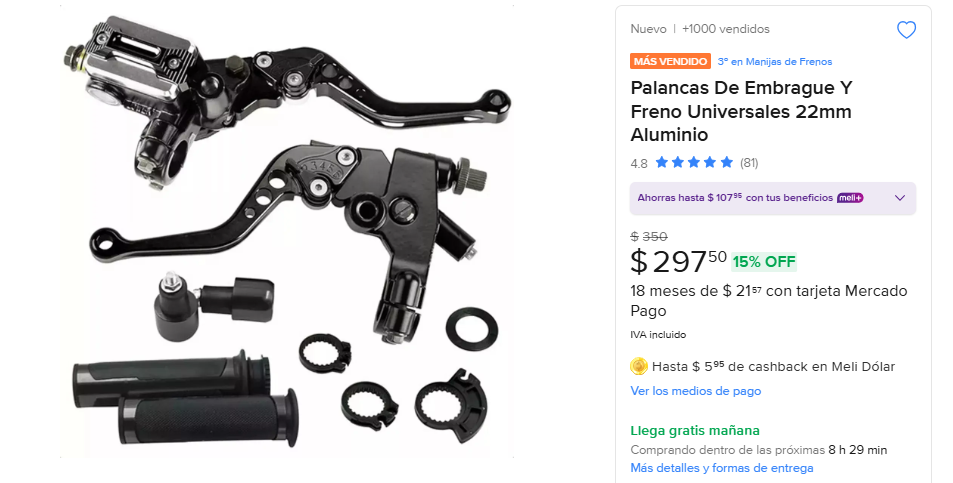 Nuevo | +1000 vendidos
MÁS VENDIDO 3º en Manijas de Frenos
Palancas De Embrague Y
Freno Universales 22mm
Aluminio
4.8 (81)
Ahorras hasta $ 107⁹⁵ con tus beneficios meli+
$ 350
$ 297⁵⁰ 15% OFF
18 meses de $ 21⁵⁷ con tarjeta Mercado
Pago
IVA incluido
Hasta $ 5⁹⁵ de cashback en Meli Dólar
Ver los medios de pago
Llega gratis mañana
Comprando dentro de las próximas 8 h 29 min
Más detalles y formas de entrega